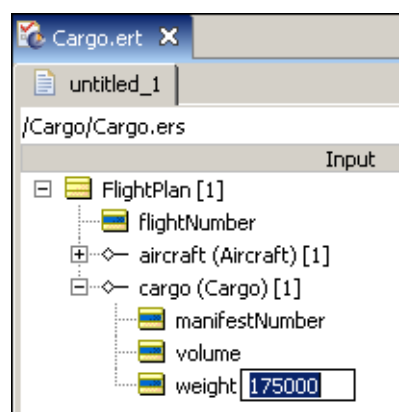 Cargo.ert
untitled_1
/Cargo/Cargo.ers
Input
FlightPlan [1]
flightNumber
aircraft (Aircraft) [1]
cargo (Cargo) [1]
manifestNumber
volume
weight 175000